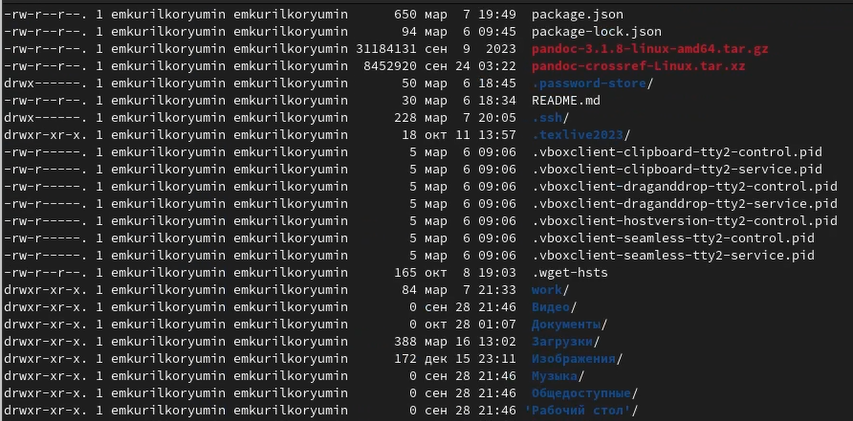 -rw-r--r--. 1 emkurilkoryumin emkurilkoryumin 650 мар 7 19:49 package.json
-rw-r--r--. 1 emkurilkoryumin emkurilkoryumin 94 мар 6 09:45 package-lock.json
-rw-r--r--. 1 emkurilkoryumin emkurilkoryumin 31184131 сен 9 2023 pandoc-3.1.8-linux-amd64.tar.gz
-rw-r--r--. 1 emkurilkoryumin emkurilkoryumin 8452920 сен 24 03:22 pandoc-crossref-Linux.tar.xz
drwx------. 1 emkurilkoryumin emkurilkoryumin 50 мар 6 18:45 .password-store/
-rw-r--r--. 1 emkurilkoryumin emkurilkoryumin 30 мар 6 18:34 README.md
drwx------. 1 emkurilkoryumin emkurilkoryumin 228 мар 7 20:05 .ssh/
drwxr-xr-x. 1 emkurilkoryumin emkurilkoryumin 18 окт 11 13:57 .texlive2023/
-rw-r-----. 1 emkurilkoryumin emkurilkoryumin 5 мар 6 09:06 .vboxclient-clipboard-tty2-control.pid
-rw-r-----. 1 emkurilkoryumin emkurilkoryumin 5 мар 6 09:06 .vboxclient-clipboard-tty2-service.pid
-rw-r-----. 1 emkurilkoryumin emkurilkoryumin 5 мар 6 09:06 .vboxclient-draganddrop-tty2-control.pid
-rw-r-----. 1 emkurilkoryumin emkurilkoryumin 5 мар 6 09:06 .vboxclient-draganddrop-tty2-service.pid
-rw-r-----. 1 emkurilkoryumin emkurilkoryumin 5 мар 6 09:06 .vboxclient-hostversion-tty2-control.pid
-rw-r-----. 1 emkurilkoryumin emkurilkoryumin 5 мар 6 09:06 .vboxclient-seamless-tty2-control.pid
-rw-r-----. 1 emkurilkoryumin emkurilkoryumin 5 мар 6 09:06 .vboxclient-seamless-tty2-service.pid
-rw-r--r--. 1 emkurilkoryumin emkurilkoryumin 165 окт 8 19:03 .wget-hsts
drwxr-xr-x. 1 emkurilkoryumin emkurilkoryumin 84 мар 7 21:33 work/
drwxr-xr-x. 1 emkurilkoryumin emkurilkoryumin 0 сен 28 21:46 Видео/
drwxr-xr-x. 1 emkurilkoryumin emkurilkoryumin 0 окт 28 01:07 Документы/
drwxr-xr-x. 1 emkurilkoryumin emkurilkoryumin 388 мар 16 13:02 Загрузки/
drwxr-xr-x. 1 emkurilkoryumin emkurilkoryumin 172 дек 15 23:11 Изображения/
drwxr-xr-x. 1 emkurilkoryumin emkurilkoryumin 0 сен 28 21:46 Музыка/
drwxr-xr-x. 1 emkurilkoryumin emkurilkoryumin 0 сен 28 21:46 Общедоступные/
drwxr-xr-x. 1 emkurilkoryumin emkurilkoryumin 0 сен 28 21:46 'Рабочий стол'/